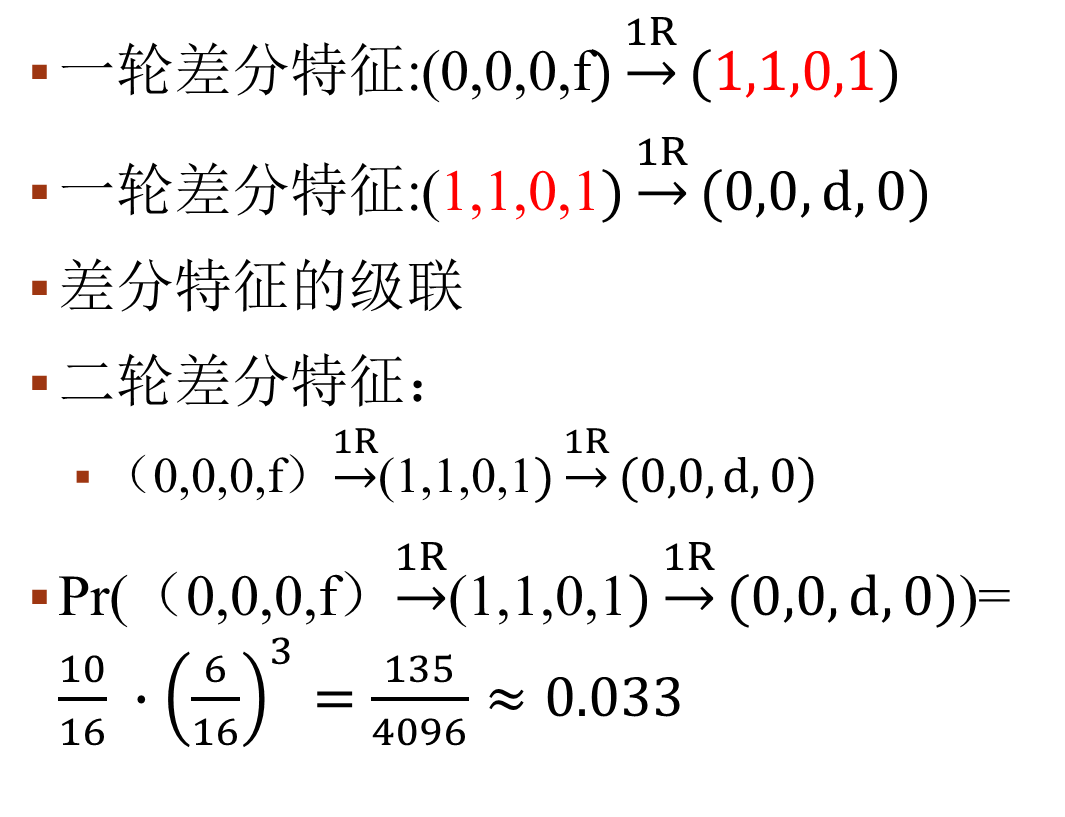 ▪一轮差分特征:(0,0,0,f) →^{1R} (1,1,0,1)
▪一轮差分特征:(1,1,0,1) →^{1R} (0,0,d,0)
▪差分特征的级联
▪二轮差分特征：
▪（0,0,0,f）→^{1R}(1,1,0,1) →^{1R} (0,0,d,0)
▪Pr(（0,0,0,f）→^{1R}(1,1,0,1) →^{1R} (0,0,d,0))=
10/16 · (6/16)^3 = 135/4096 ≈ 0.033